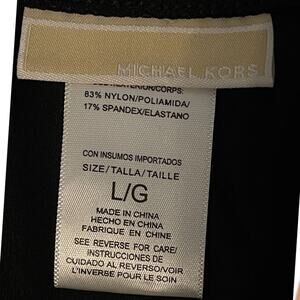 MICHAEL KORS
83% NYLON/POLIAMIDA/
17% SPANDEX/ELASTANO
CON INSUMOS IMPORTADOS
SIZE/TALLA/TAILLE
L/G
MADE IN CHINA
HECHO EN CHINA
FABRIQUE EN CHINE
SEE REVERSE FOR CARE/
INSTRUCCIONES DE
CUIDADO AL REVERSO/VOIR
L'INVERSE POUR LE SOIN